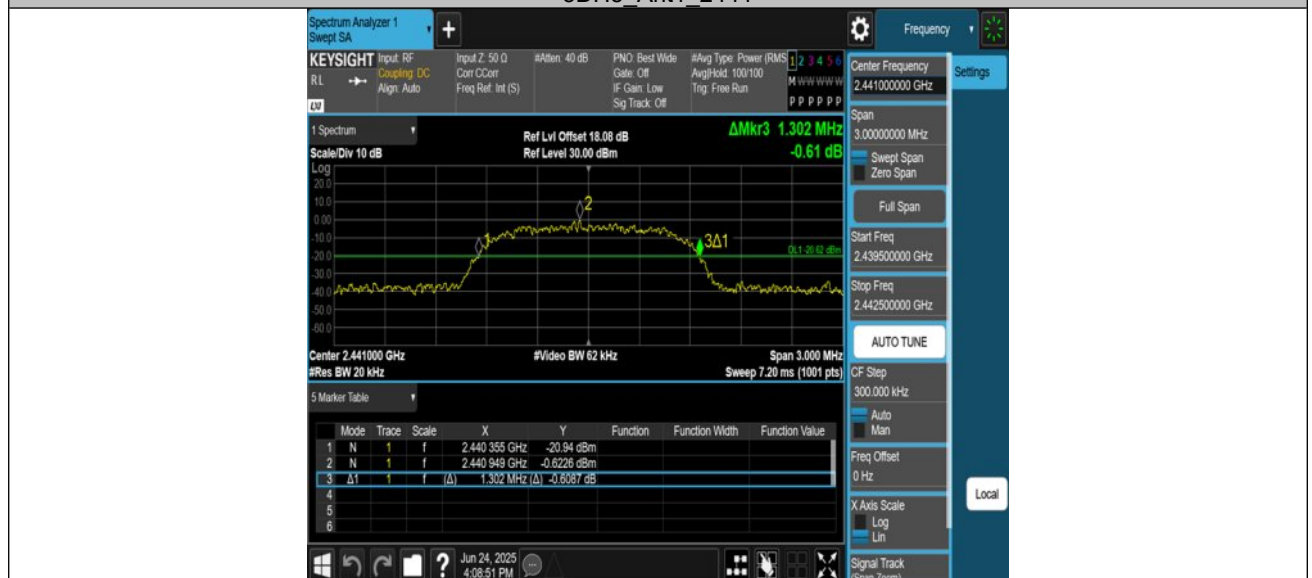 Spectrum Analyzer 1
Swept SA
+
Frequency
KEYSIGHT Input: RF
Coupling: DC
Align: Auto
RL
LXI
Input Z: 50 Ω
Corr CCorr
Freq Ref: Int (S)
#Atten: 40 dB
PNO: Best Wide
Gate: Off
IF Gain: Low
Sig Track: Off
#Avg Type: Power (RMS
Avg|Hold: 100/100
Trig: Free Run
1 2 3 4 5 6
M W W W W W
P P P P P P
1 Spectrum
Scale/Div 10 dB
Ref Lvl Offset 18.08 dB
Ref Level 30.00 dBm
ΔMkr3 1.302 MHz
-0.61 dB
Log
20.0
10.0
0.00
-10.0
-20.0
-30.0
-40.0
-50.0
-60.0
1
2
3Δ1
DL1 -20.62 dBm
Center 2.441000 GHz
#Video BW 62 kHz
Span 3.000 MHz
#Res BW 20 kHz
Sweep 7.20 ms (1001 pts)
5 Marker Table
Mode Trace Scale X Y Function Function Width Function Value
1 N 1 f 2.440 355 GHz -20.94 dBm
2 N 1 f 2.440 949 GHz -0.6226 dBm
3 Δ1 1 f (Δ) 1.302 MHz (Δ) -0.6087 dB
4
5
6
Jun 24, 2025
4:08:51 PM
Center Frequency
2.441000000 GHz
Settings
Span
3.00000000 MHz
Swept Span
Zero Span
Full Span
Start Freq
2.439500000 GHz
Stop Freq
2.442500000 GHz
AUTO TUNE
CF Step
300.000 kHz
Auto
Man
Freq Offset
0 Hz
X Axis Scale
Log
Lin
Local
Signal Track